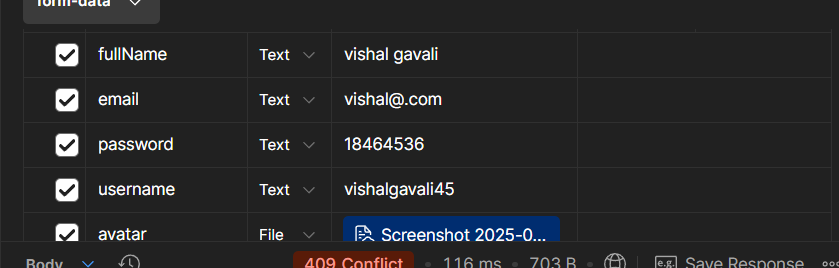 form-data
fullName Text vishal gavali
email Text vishal@.com
password Text 18464536
username Text vishalgavali45
avatar File Screenshot 2025-0...
Body 409 Conflict • 116 ms • 703 B • e.g. Save Response